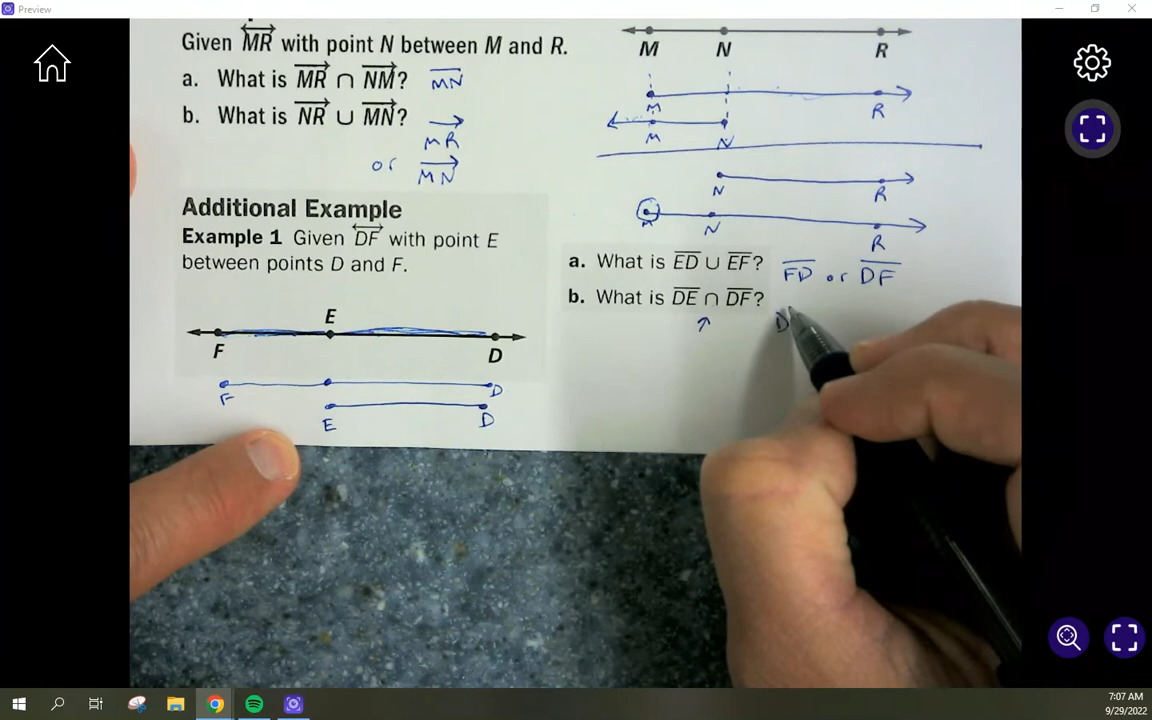 Preview
Given MR with point N between M and R.
a. What is MR ∩ NM? MN
b. What is NR ∪ MN?
MR
or MN
M N R
M R
M N
N R
N R
Additional Example
Example 1 Given DF with point E
between points D and F.
E
F D
F D
E D
a. What is ED ∪ EF? FD or DF
b. What is DE ∩ DF? D
7:07 AM
9/29/2022